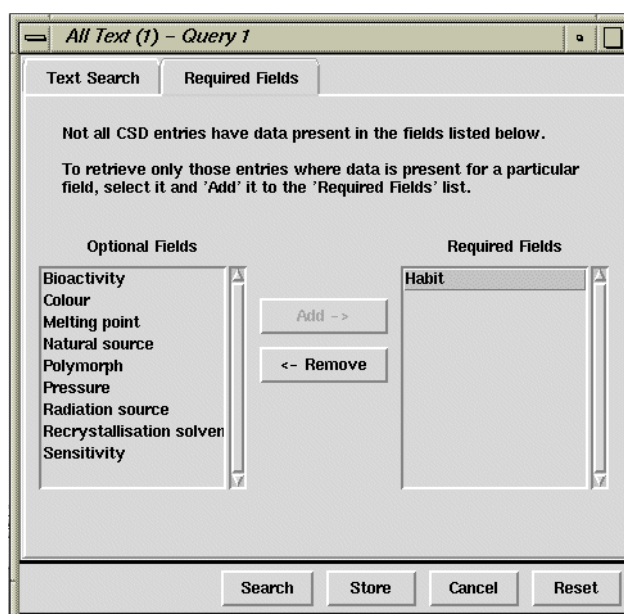 All Text (1) – Query 1
Text Search
Required Fields
Not all CSD entries have data present in the fields listed below.
To retrieve only those entries where data is present for a particular
field, select it and 'Add' it to the 'Required Fields' list.
Optional Fields
Required Fields
Bioactivity
Colour
Melting point
Natural source
Polymorph
Pressure
Radiation source
Recrystallisation solven
Sensitivity
Add –>
<– Remove
Habit
Search
Store
Cancel
Reset